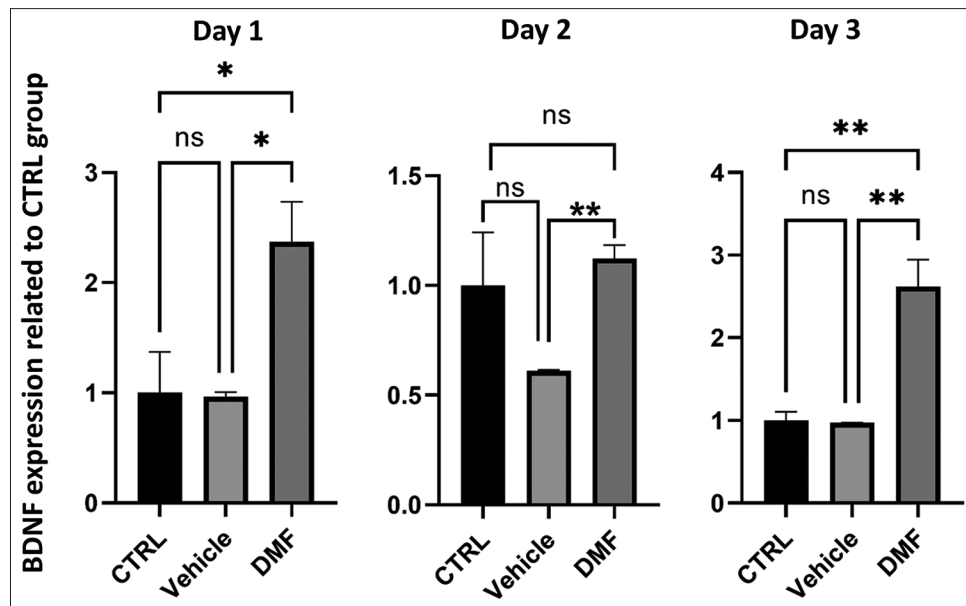 BDNF expression related to CTRL group
Day 1
*
ns
*
3
2
1
0
CTRL
Vehicle
DMF
Day 2
ns
ns
**
1.5
1.0
0.5
0.0
CTRL
Vehicle
DMF
Day 3
**
ns
**
4
3
2
1
0
CTRL
Vehicle
DMF